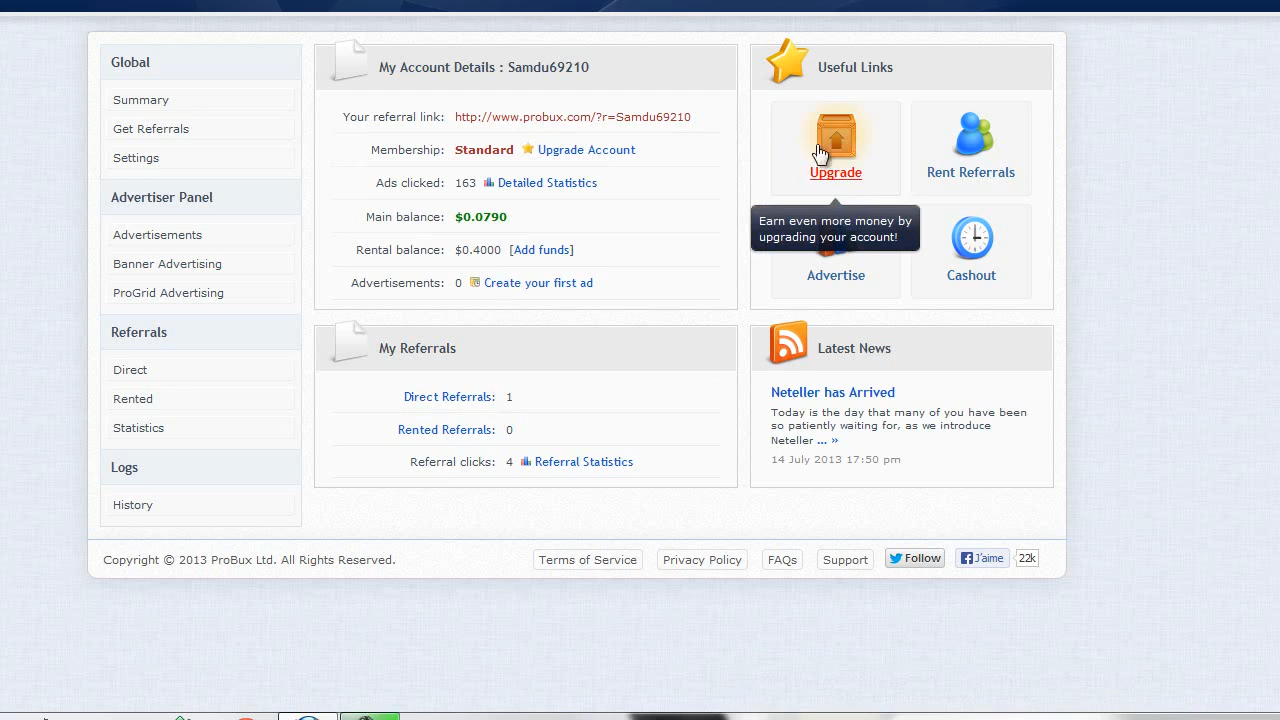 Global
Summary
Get Referrals
Settings
Advertiser Panel
Advertisements
Banner Advertising
ProGrid Advertising
Referrals
Direct
Rented
Statistics
Logs
History
My Account Details : Samdu69210
Your referral link: http://www.probux.com/?r=Samdu69210
Membership: Standard Upgrade Account
Ads clicked: 163 Detailed Statistics
Main balance: $0.0790
Rental balance: $0.4000 [Add funds]
Advertisements: 0 Create your first ad
My Referrals
Direct Referrals: 1
Rented Referrals: 0
Referral clicks: 4 Referral Statistics
Useful Links
Upgrade
Rent Referrals
Earn even more money by
upgrading your account!
Advertise
Cashout
Latest News
Neteller has Arrived
Today is the day that many of you have been
so patiently waiting for, as we introduce
Neteller ... »
14 July 2013 17:50 pm
Copyright © 2013 ProBux Ltd. All Rights Reserved.
Terms of Service
Privacy Policy
FAQs
Support
Follow
J'aime
22k